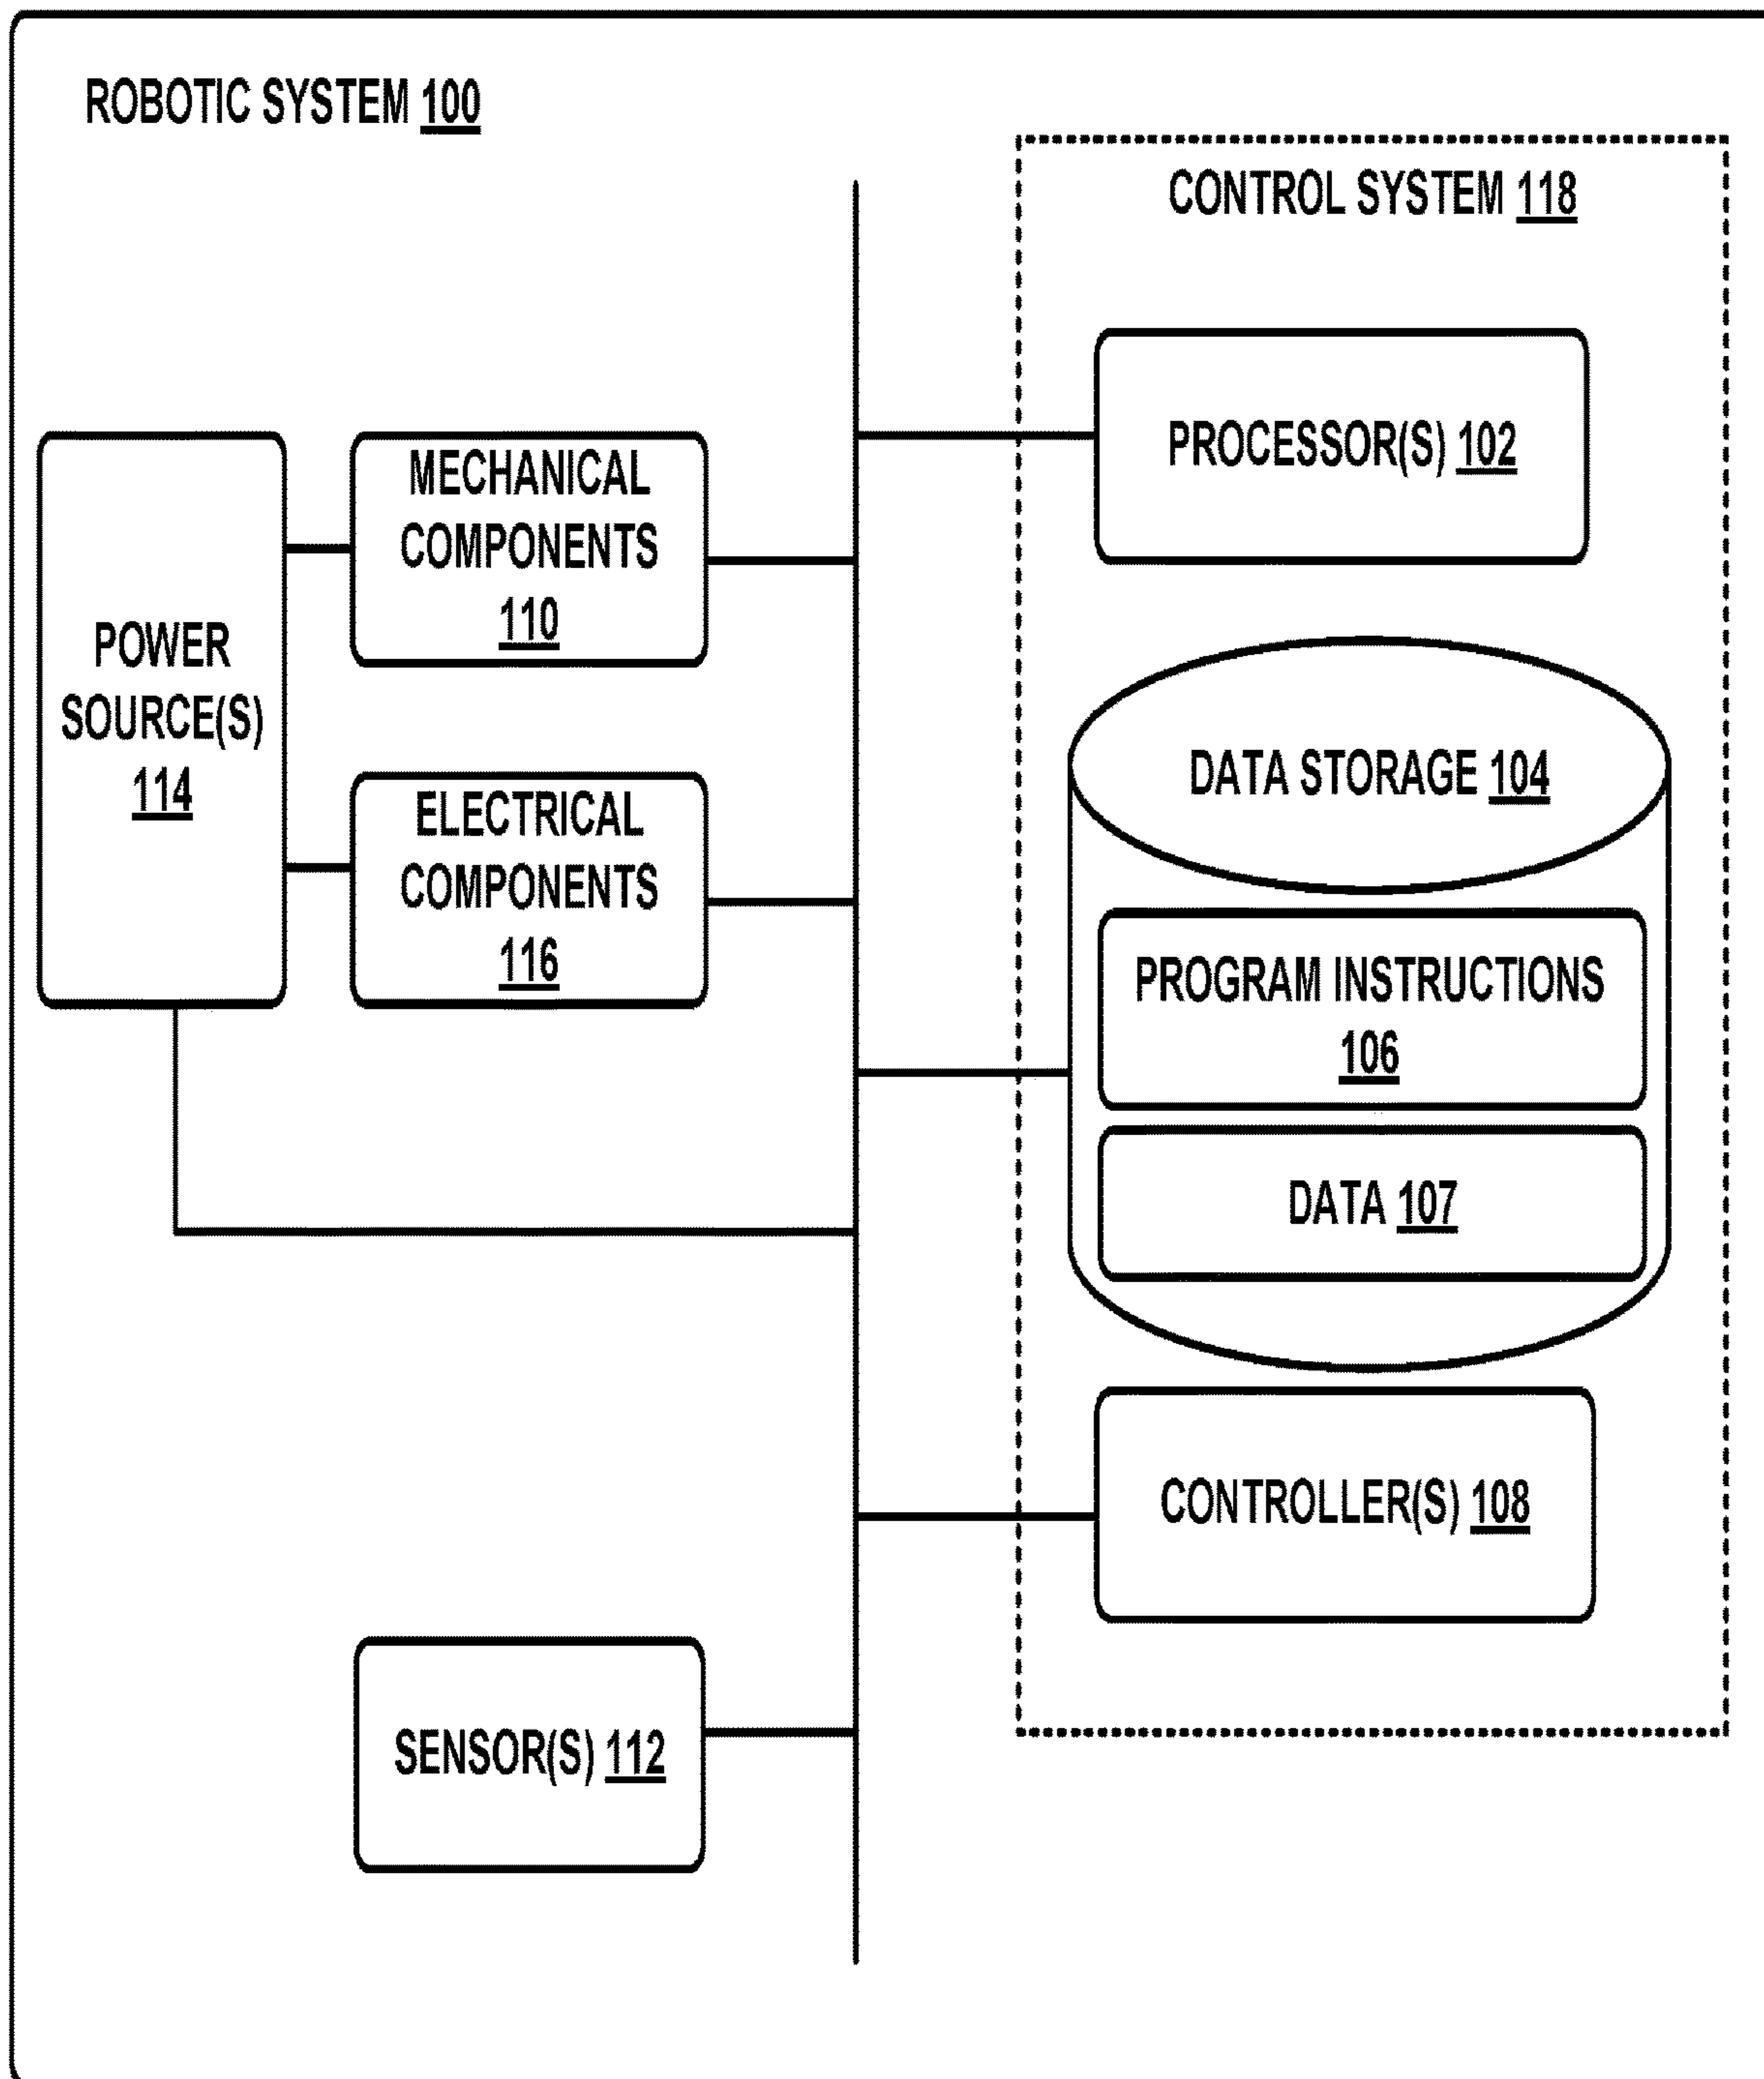 ROBOTIC SYSTEM 100
CONTROL SYSTEM 118
PROCESSOR(S) 102
MECHANICAL
COMPONENTS
110
POWER
SOURCE(S)
114
ELECTRICAL
COMPONENTS
116
DATA STORAGE 104
PROGRAM INSTRUCTIONS
106
DATA 107
CONTROLLER(S) 108
SENSOR(S) 112